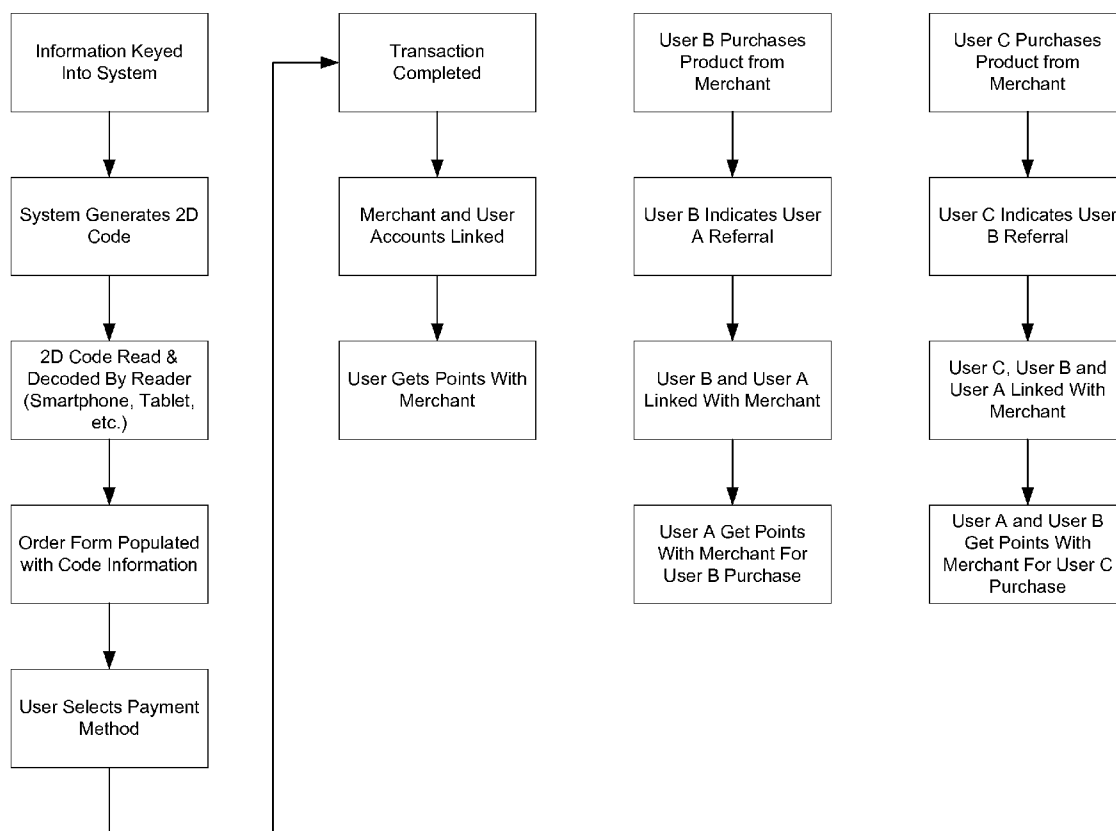 Information Keyed
Into System
System Generates 2D
Code
2D Code Read &
Decoded By Reader
(Smartphone, Tablet,
etc.)
Order Form Populated
with Code Information
User Selects Payment
Method
Transaction
Completed
Merchant and User
Accounts Linked
User Gets Points With
Merchant
User B Purchases
Product from
Merchant
User B Indicates User
A Referral
User B and User A
Linked With Merchant
User A Get Points
With Merchant For
User B Purchase
User C Purchases
Product from
Merchant
User C Indicates User
B Referral
User C, User B and
User A Linked With
Merchant
User A and User B
Get Points With
Merchant For User C
Purchase